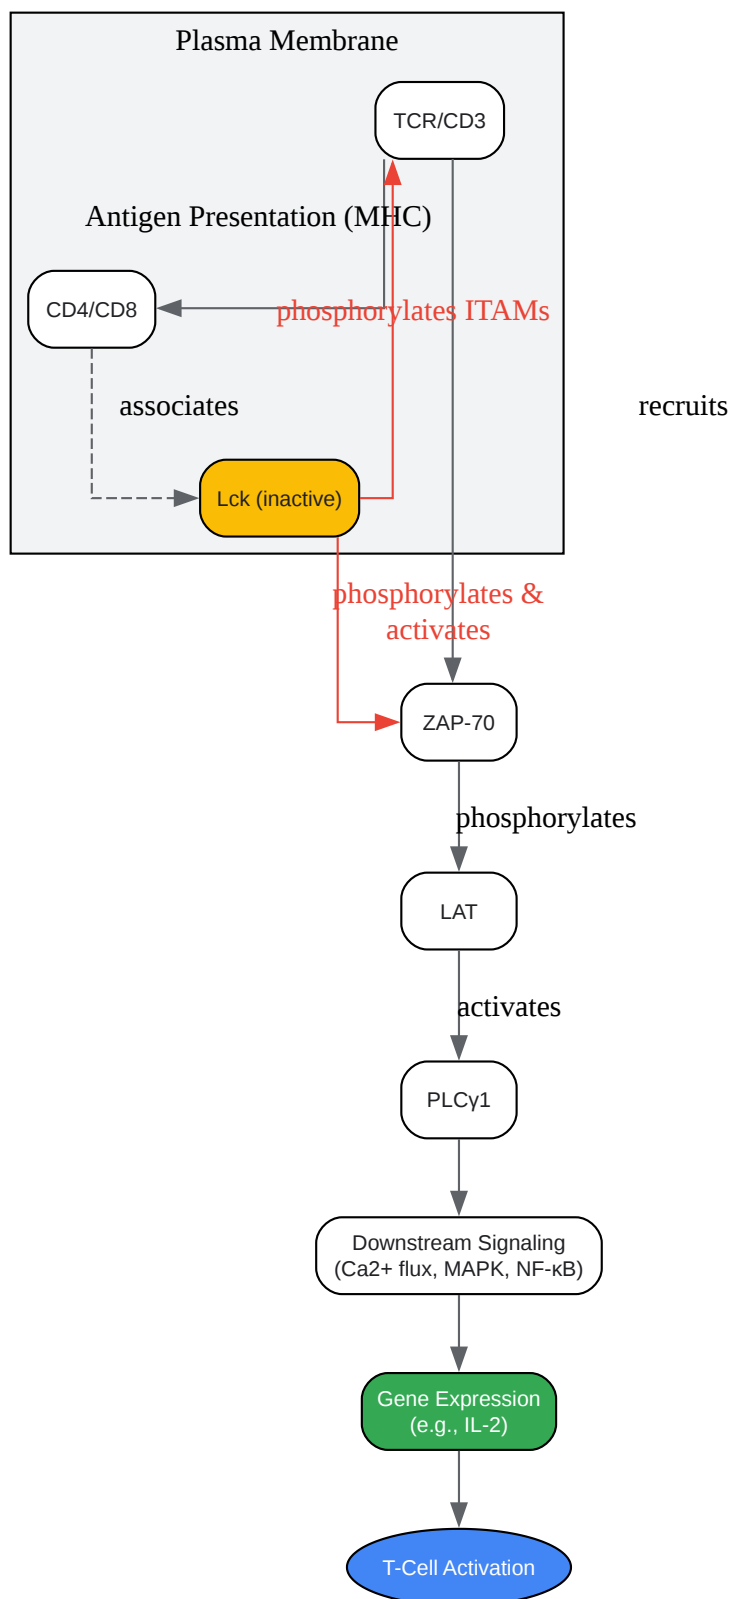 Plasma Membrane
TCR/CD3
Antigen Presentation (MHC)
CD4/CD8
phosphorylates ITAMs
associates
recruits
Lck (inactive)
phosphorylates &
activates
ZAP-70
phosphorylates
LAT
activates
PLCγ1
Downstream Signaling
(Ca2+ flux, MAPK, NF-κB)
Gene Expression
(e.g., IL-2)
T-Cell Activation